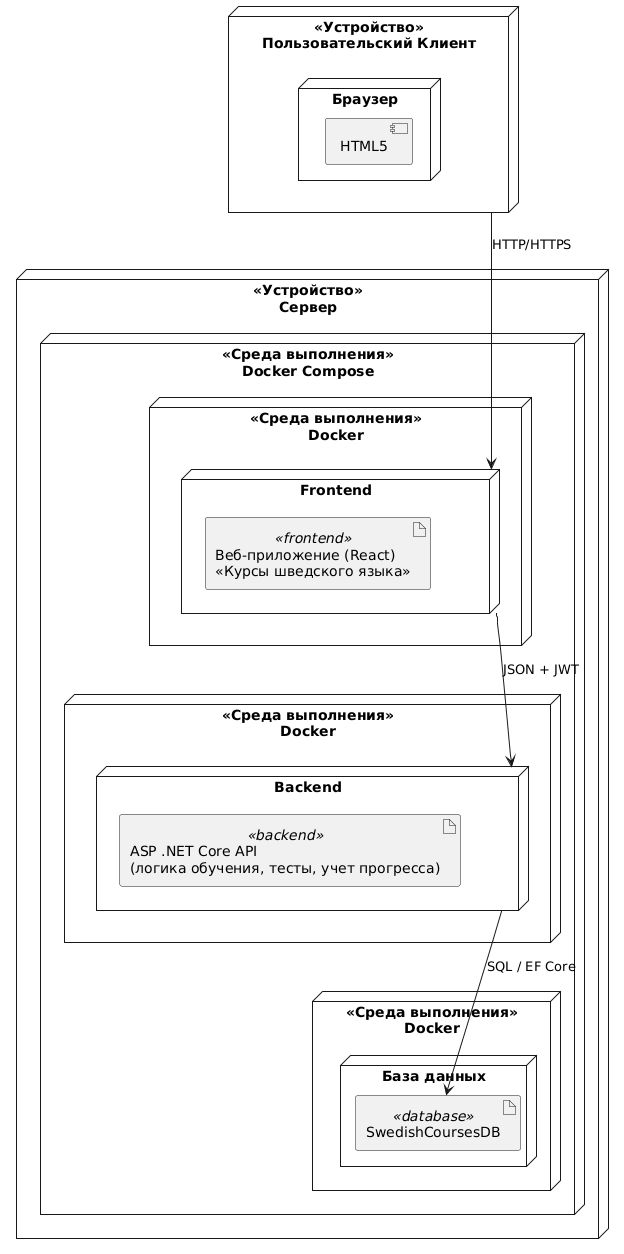 «Устройство»
Пользовательский Клиент
Браузер
HTML5
HTTP/HTTPS
«Устройство»
Сервер
«Среда выполнения»
Docker Compose
«Среда выполнения»
Docker
Frontend
«frontend»
Веб-приложение (React)
«Курсы шведского языка»
JSON + JWT
«Среда выполнения»
Docker
Backend
«backend»
ASP .NET Core API
(логика обучения, тесты, учет прогресса)
SQL / EF Core
«Среда выполнения»
Docker
База данных
«database»
SwedishCoursesDB